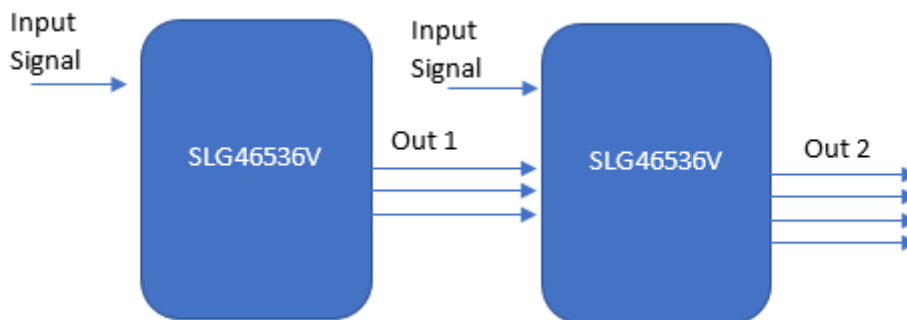 Input
Signal
SLG46536V
Out 1
Input
Signal
SLG46536V
Out 2